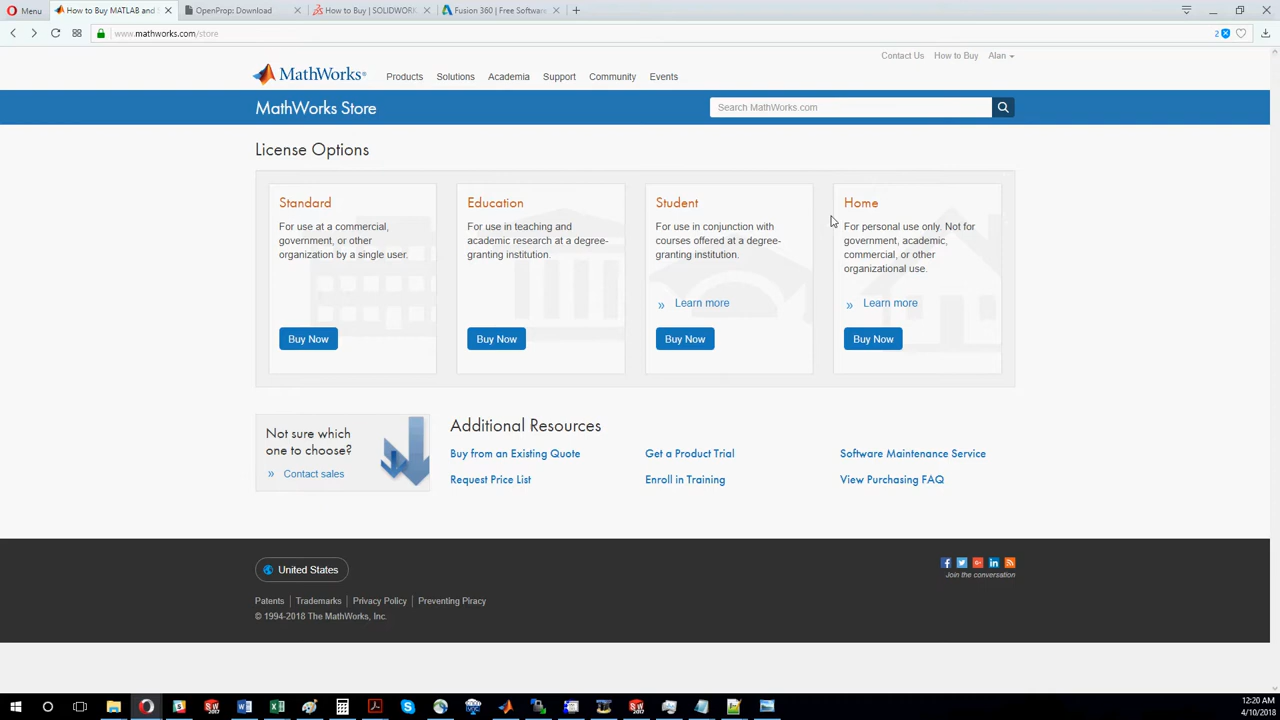 Menu
How to Buy MATLAB and S
OpenProp: Download
How to Buy | SOLIDWORK
Fusion 360 | Free Software
www.mathworks.com/store
2
Contact Us
How to Buy
Alan
MathWorks®
Products
Solutions
Academia
Support
Community
Events
MathWorks Store
Search MathWorks.com
License Options
Standard
For use at a commercial,
government, or other
organization by a single user.
Buy Now
Education
For use in teaching and
academic research at a degree-
granting institution.
Buy Now
Student
For use in conjunction with
courses offered at a degree-
granting institution.
» Learn more
Buy Now
Home
For personal use only. Not for
government, academic,
commercial, or other
organizational use.
» Learn more
Buy Now
Not sure which
one to choose?
» Contact sales
Additional Resources
Buy from an Existing Quote
Get a Product Trial
Software Maintenance Service
Request Price List
Enroll in Training
View Purchasing FAQ
United States
Join the conversation
Patents | Trademarks | Privacy Policy | Preventing Piracy
© 1994-2018 The MathWorks, Inc.
12:20 AM
4/10/2018